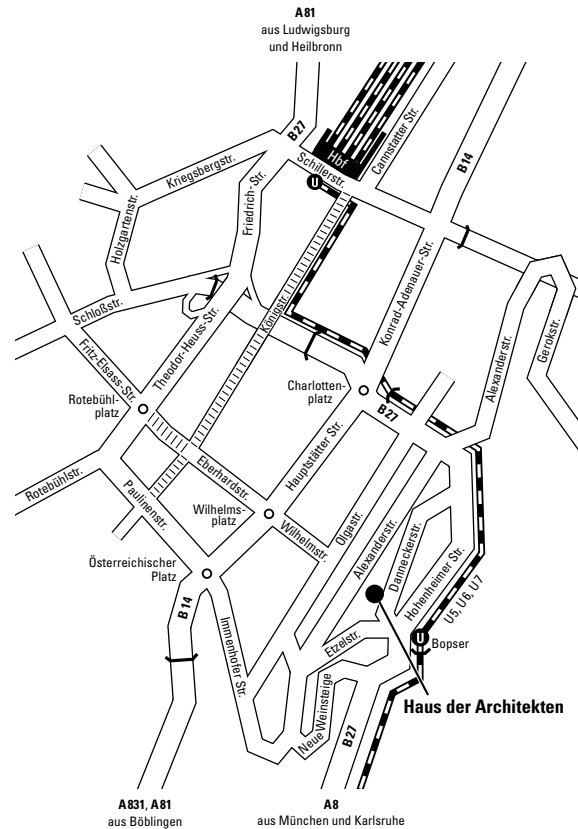 A81
aus Ludwigsburg
und Heilbronn
B27
Hbf
Cannstatter Str.
Schillerstr.
B14
U
Kriegsbergstr.
Friedrich-Str.
Holzgartenstr.
Konrad-Adenauer-Str.
Königstr.
Schloßstr.
Theodor-Heuss-Str.
Alexanderstr.
Gerokstr.
Fritz-Elsass-Str.
Charlotten-
platz
B27
Rotebühl-
platz
Hauptstätter Str.
Eberhardstr.
Rotebühlstr.
Paulinenstr.
Wilhelms-
platz
Wilhelmstr.
Olgastr.
Alexanderstr.
Danneckerstr.
Hohenheimer Str.
U5, U6, U7
Österreichischer
Platz
B14
Immenhofer Str.
Etzelstr.
U
Bopser
Neue Weinsteige
B27
Haus der Architekten
A831, A81
aus Böblingen
A8
aus München und Karlsruhe